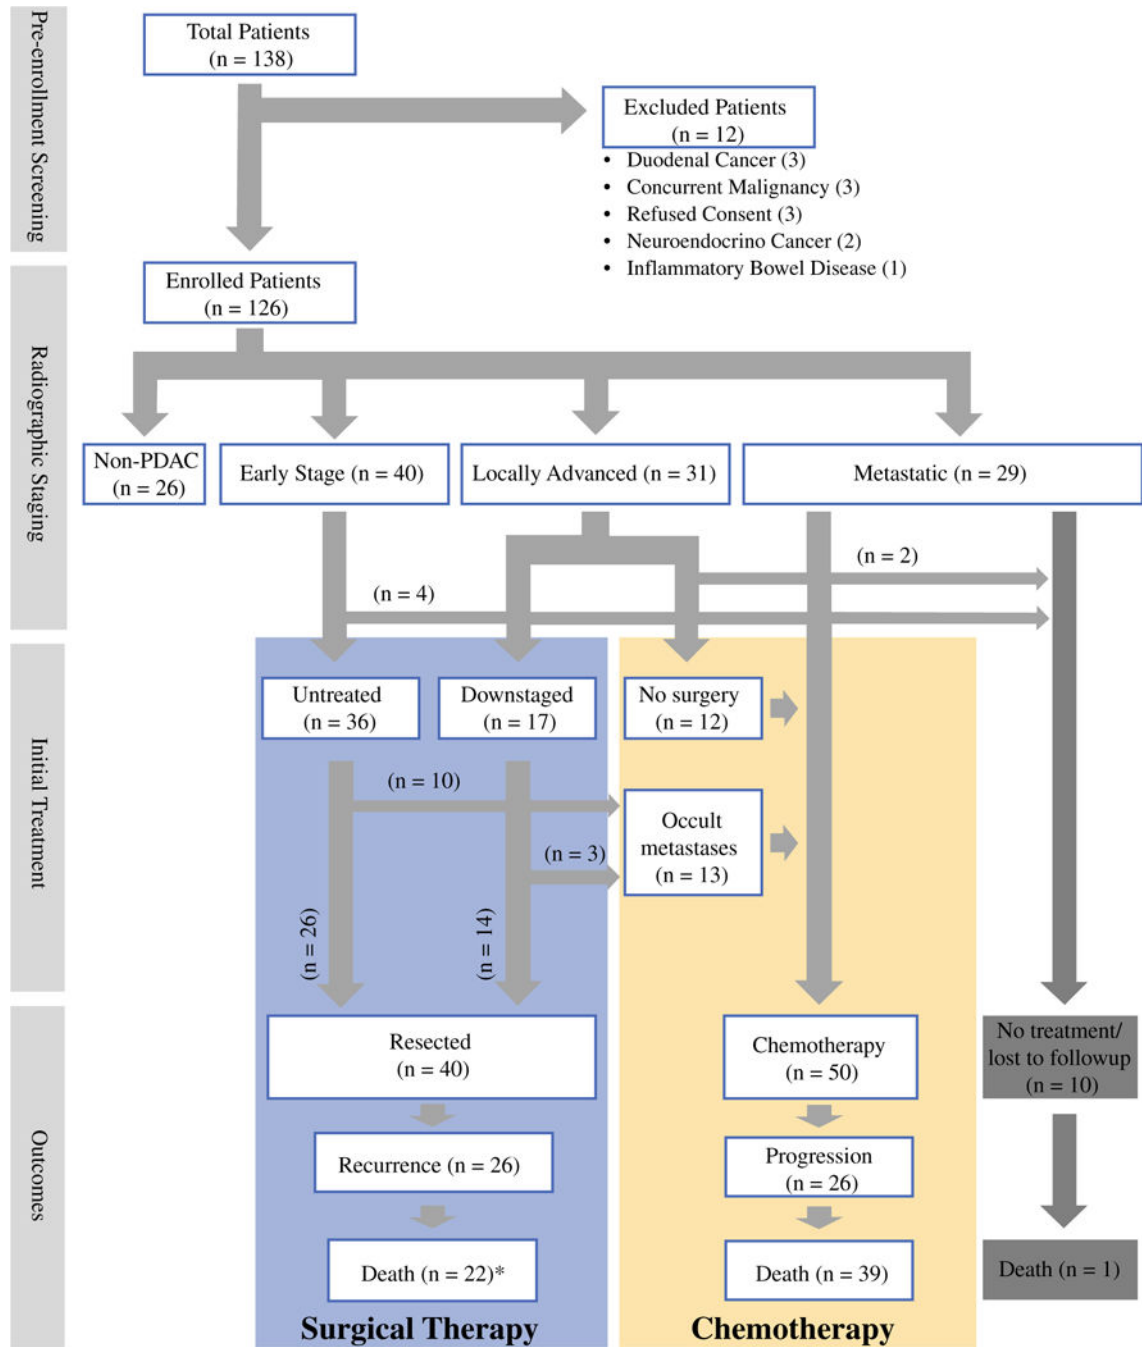 Pre-enrollment Screening
Total Patients
(n = 138)
Excluded Patients
(n = 12)
• Duodenal Cancer (3)
• Concurrent Malignancy (3)
• Refused Consent (3)
• Neuroendocrino Cancer (2)
• Inflammatory Bowel Disease (1)
Radiographic Staging
Enrolled Patients
(n = 126)
Non-PDAC
(n = 26)
Early Stage (n = 40)
Locally Advanced (n = 31)
Metastatic (n = 29)
(n = 2)
(n = 4)
Initial Treatment
Untreated
(n = 36)
Downstaged
(n = 17)
No surgery
(n = 12)
(n = 10)
Occult
metastases
(n = 13)
(n = 3)
(n = 26)
(n = 14)
Outcomes
Resected
(n = 40)
Chemotherapy
(n = 50)
No treatment/
lost to followup
(n = 10)
Recurrence (n = 26)
Progression
(n = 26)
Death (n = 22)*
Death (n = 39)
Death (n = 1)
Surgical Therapy
Chemotherapy